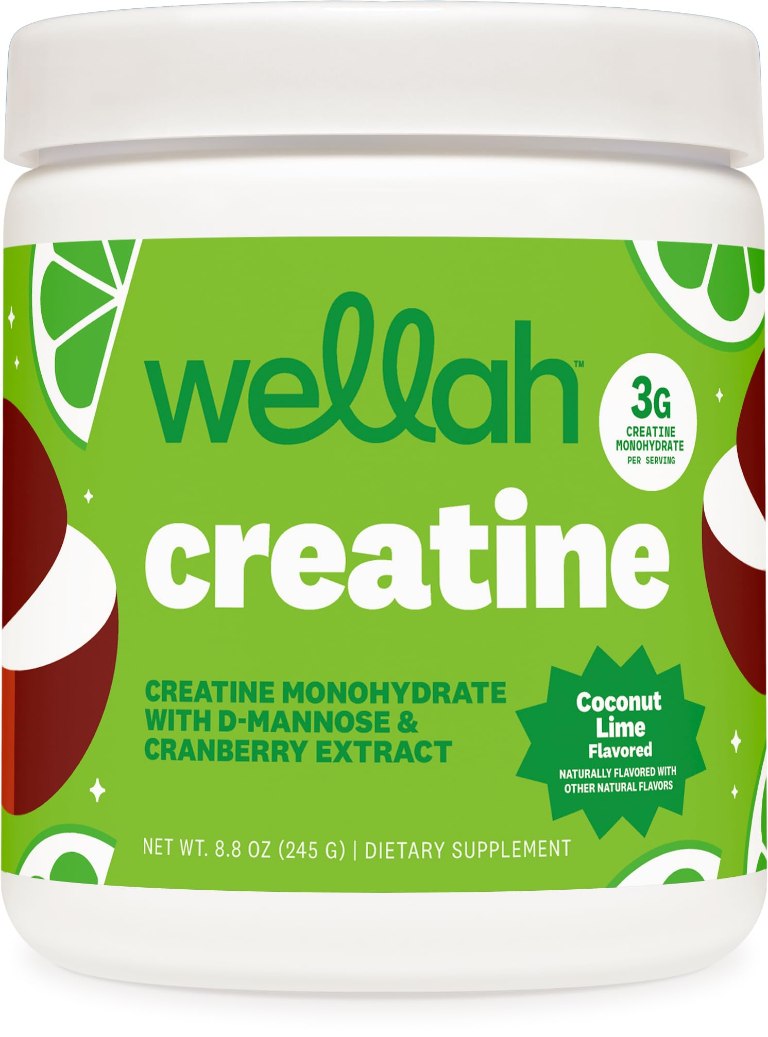 wellah™
3G
CREATINE
MONOHYDRATE
PER SERVING
creatine
CREATINE MONOHYDRATE
WITH D-MANNOSE &
CRANBERRY EXTRACT
Coconut
Lime
Flavored
NATURALLY FLAVORED WITH
OTHER NATURAL FLAVORS
NET WT. 8.8 OZ (245 G) | DIETARY SUPPLEMENT